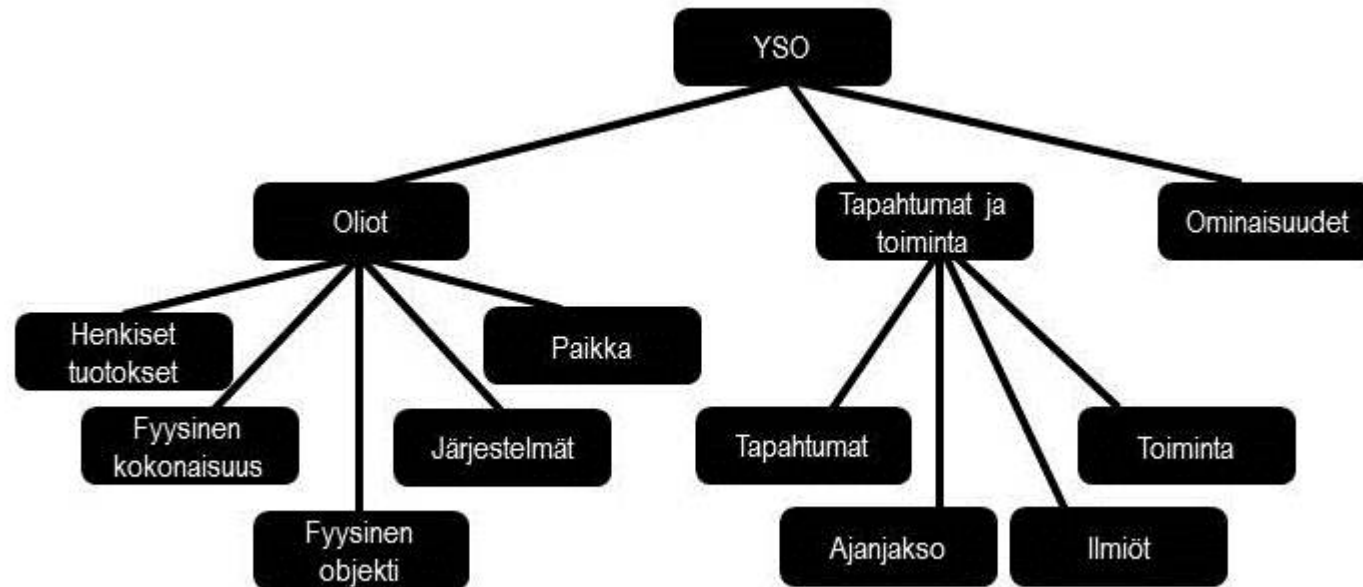 YSO
Oliot
Tapahtumat ja
toiminta
Ominaisuudet
Henkiset
tuotokset
Paikka
Fyysinen
kokonaisuus
Järjestelmät
Tapahtumat
Toiminta
Fyysinen
objekti
Ajanjakso
Ilmiöt